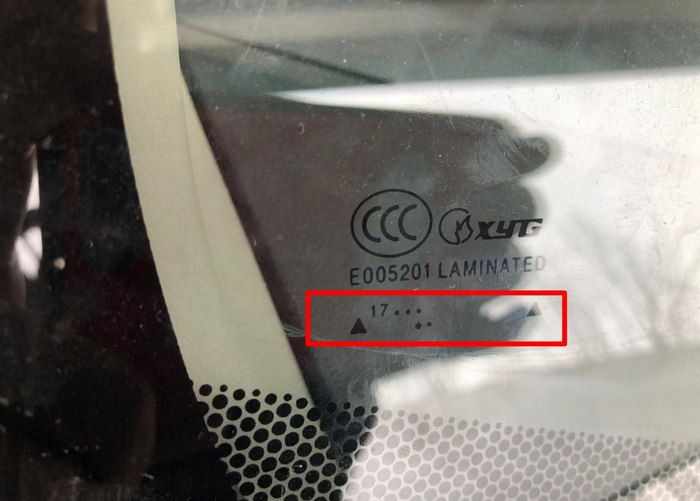 CCC XYG
E005201 LAMINATED
17...